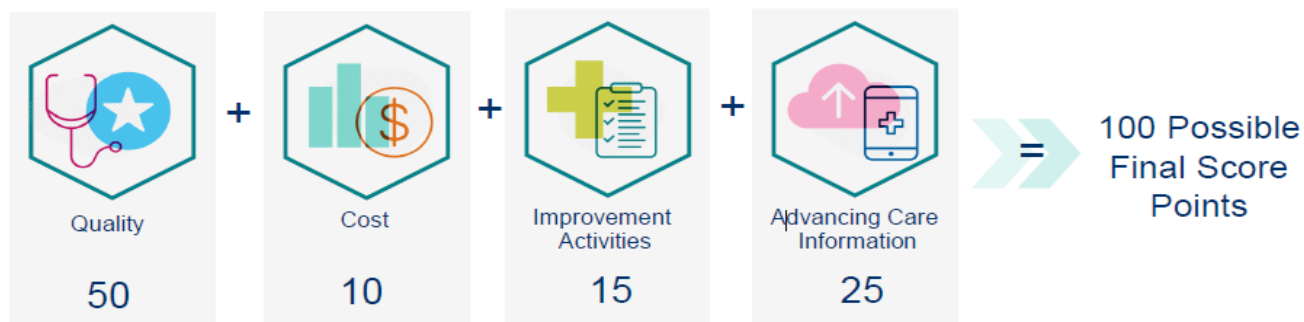 Quality
50
+
$
Cost
10
+
Improvement
Activities
15
+
Advancing Care
Information
25
=
100 Possible
Final Score
Points